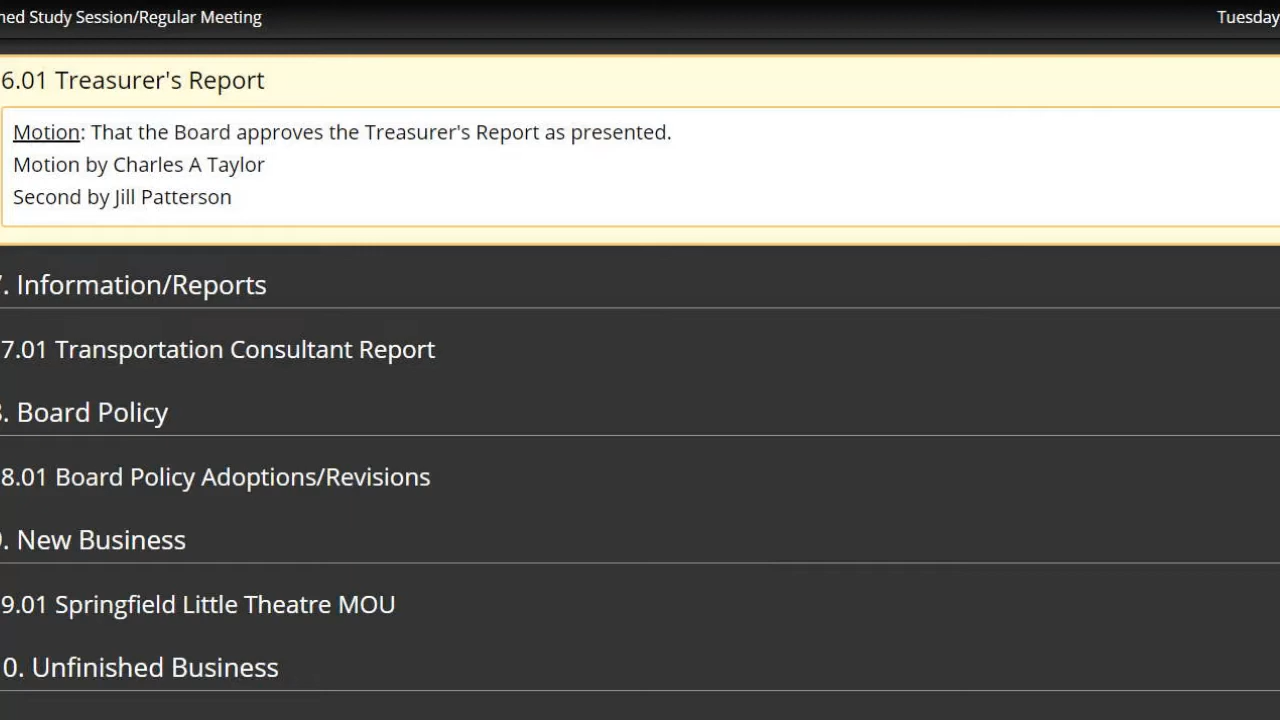 Study Session/Regular Meeting
Tuesday
6.01 Treasurer's Report
Motion: That the Board approves the Treasurer's Report as presented.
Motion by Charles A Taylor
Second by Jill Patterson
. Information/Reports
7.01 Transportation Consultant Report
. Board Policy
8.01 Board Policy Adoptions/Revisions
. New Business
9.01 Springfield Little Theatre MOU
0. Unfinished Business